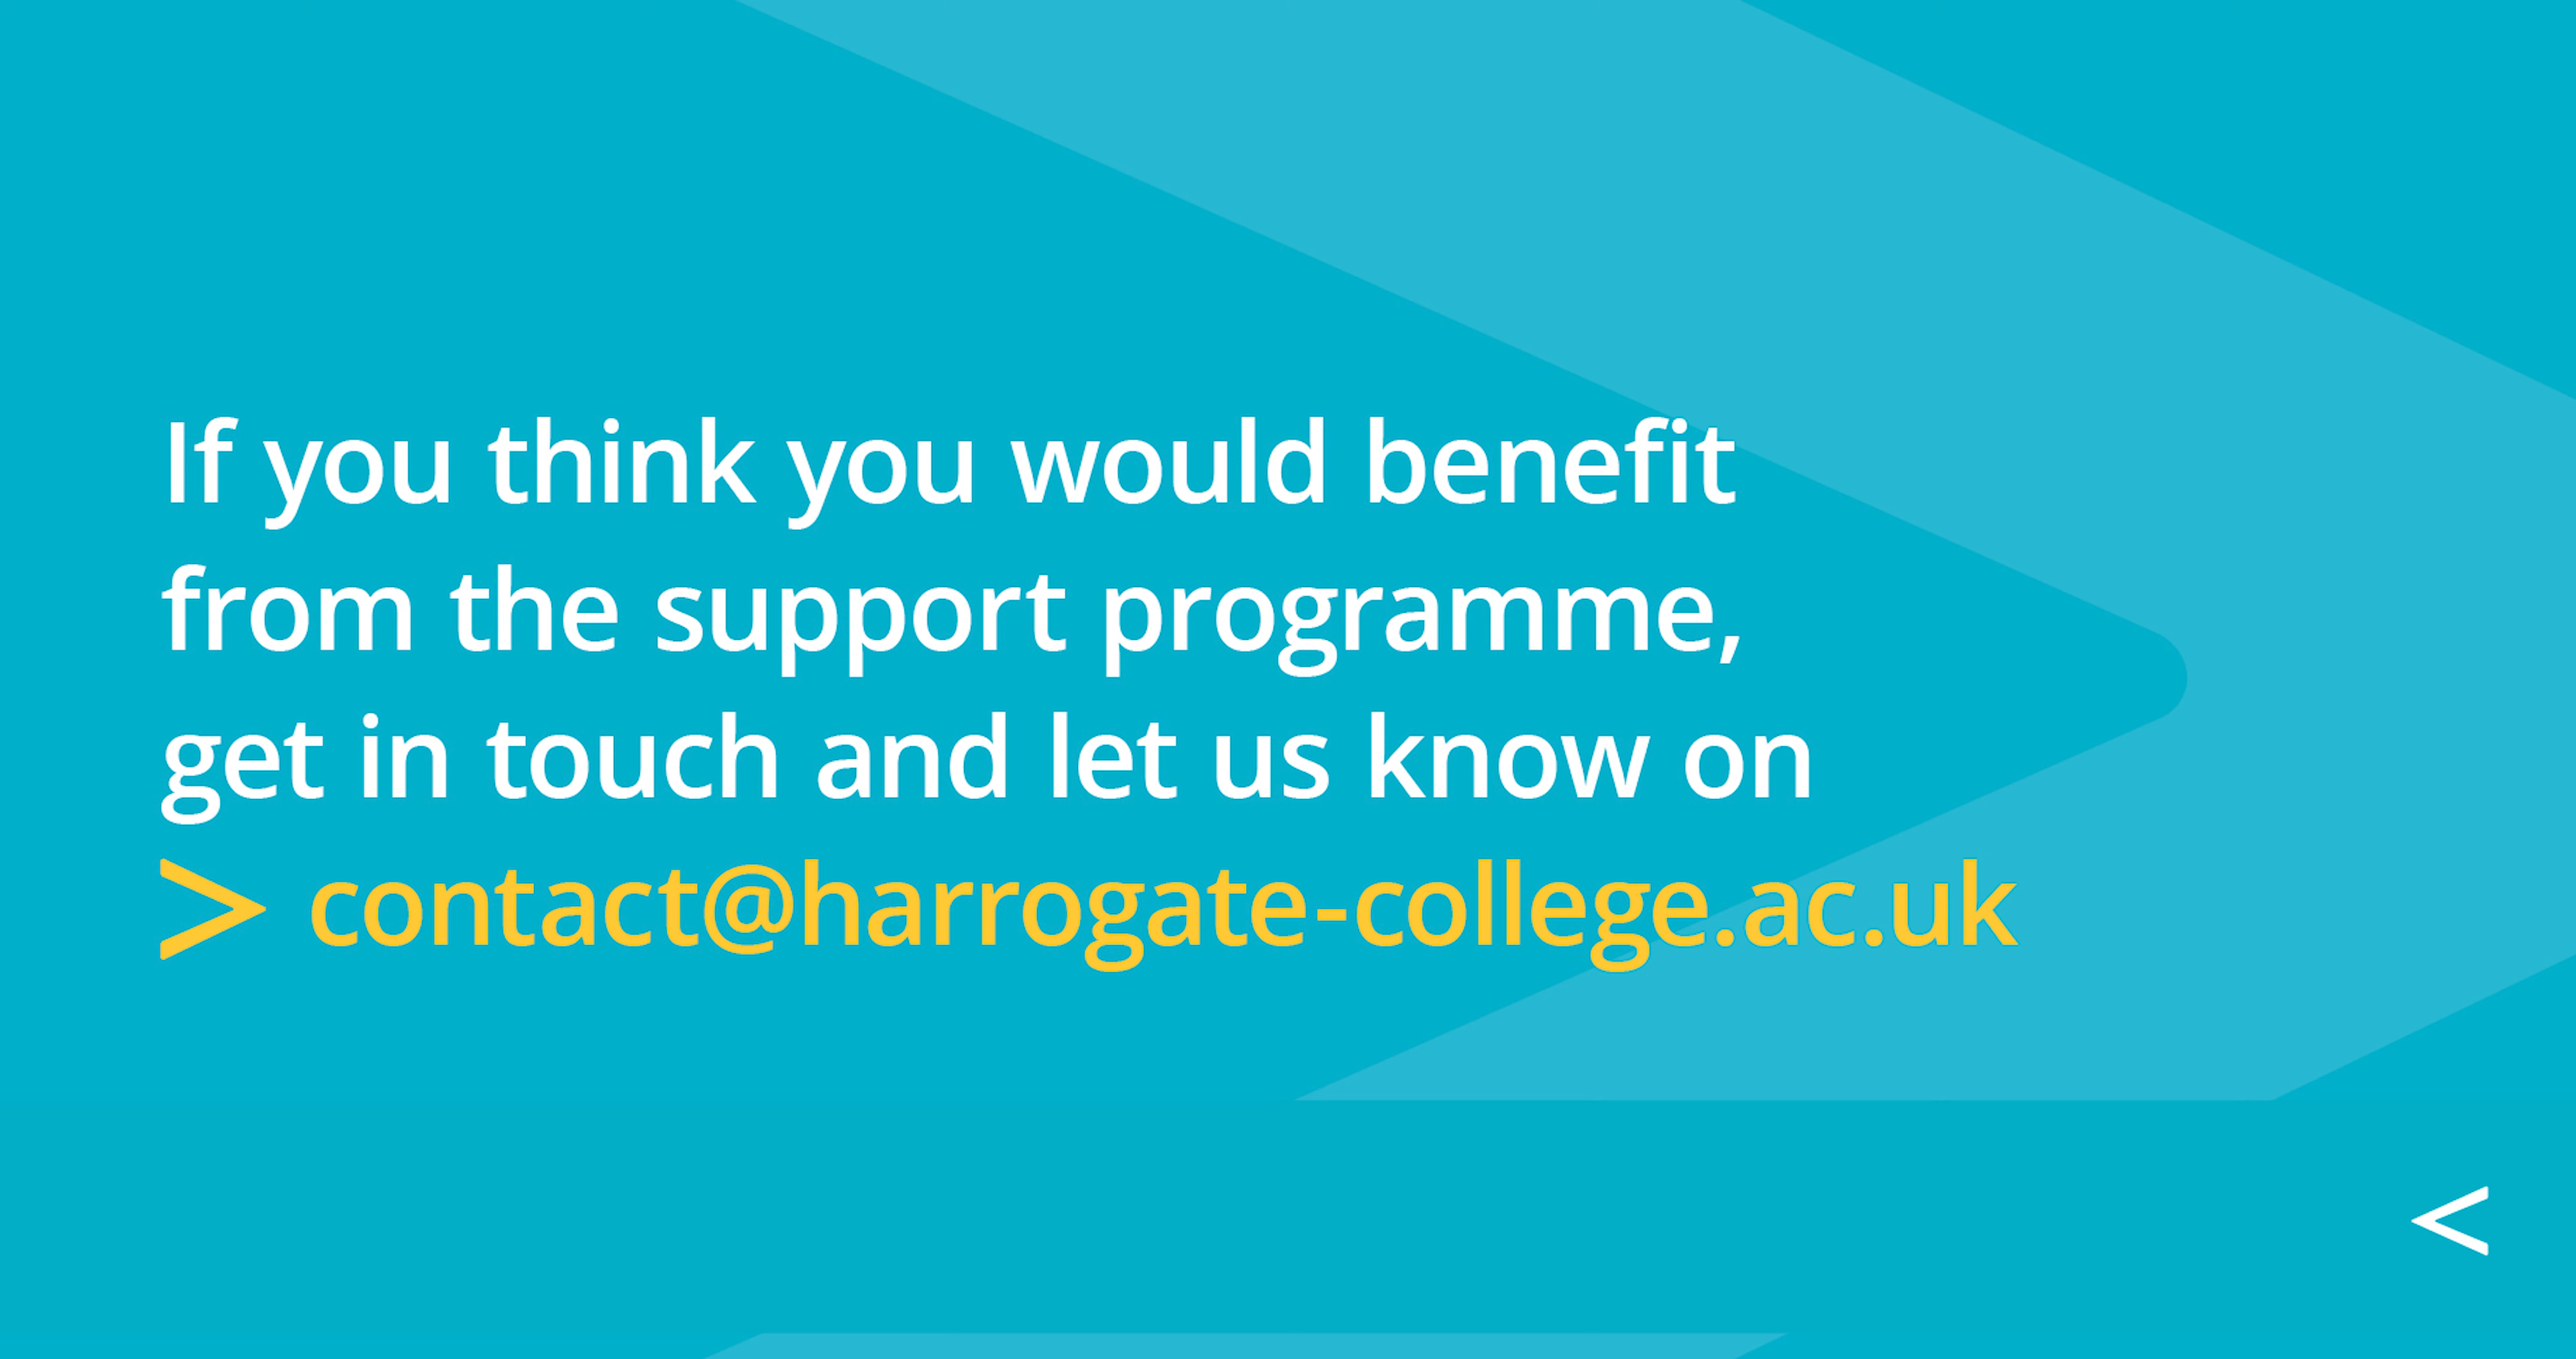 If you think you would benefit
from the support programme,
get in touch and let us know on
> contact@harrogate-college.ac.uk
<